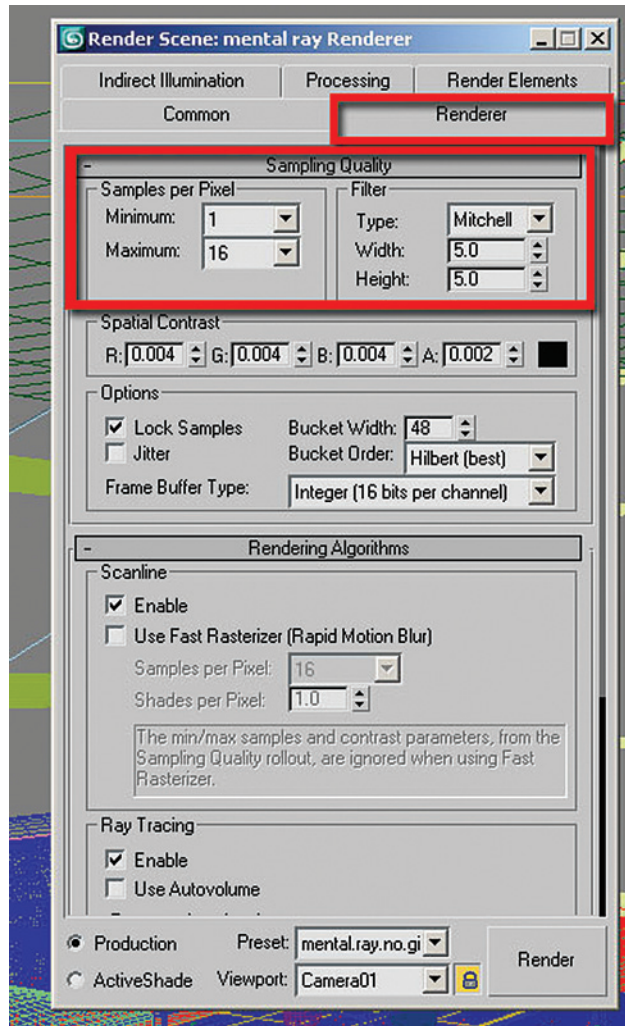 Render Scene: mental ray Renderer
Indirect Illumination Processing Render Elements
Common Renderer
- Sampling Quality
Samples per Pixel Filter
Minimum: 1 Type: Mitchell
Maximum: 16 Width: 5.0
Height: 5.0
Spatial Contrast
R: 0.004 G: 0.004 B: 0.004 A: 0.002
Options
Lock Samples Bucket Width: 48
Jitter Bucket Order: Hilbert (best)
Frame Buffer Type: Integer (16 bits per channel)
- Rendering Algorithms
Scanline
Enable
Use Fast Rasterizer (Rapid Motion Blur)
Samples per Pixel: 16
Shades per Pixel: 1.0
The min/max samples and contrast parameters, from the
Sampling Quality rollout, are ignored when using Fast
Rasterizer.
Ray Tracing
Enable
Use Autovolume
Production Preset: mental.ray.no.gi
ActiveShade Viewport: Camera01
Render